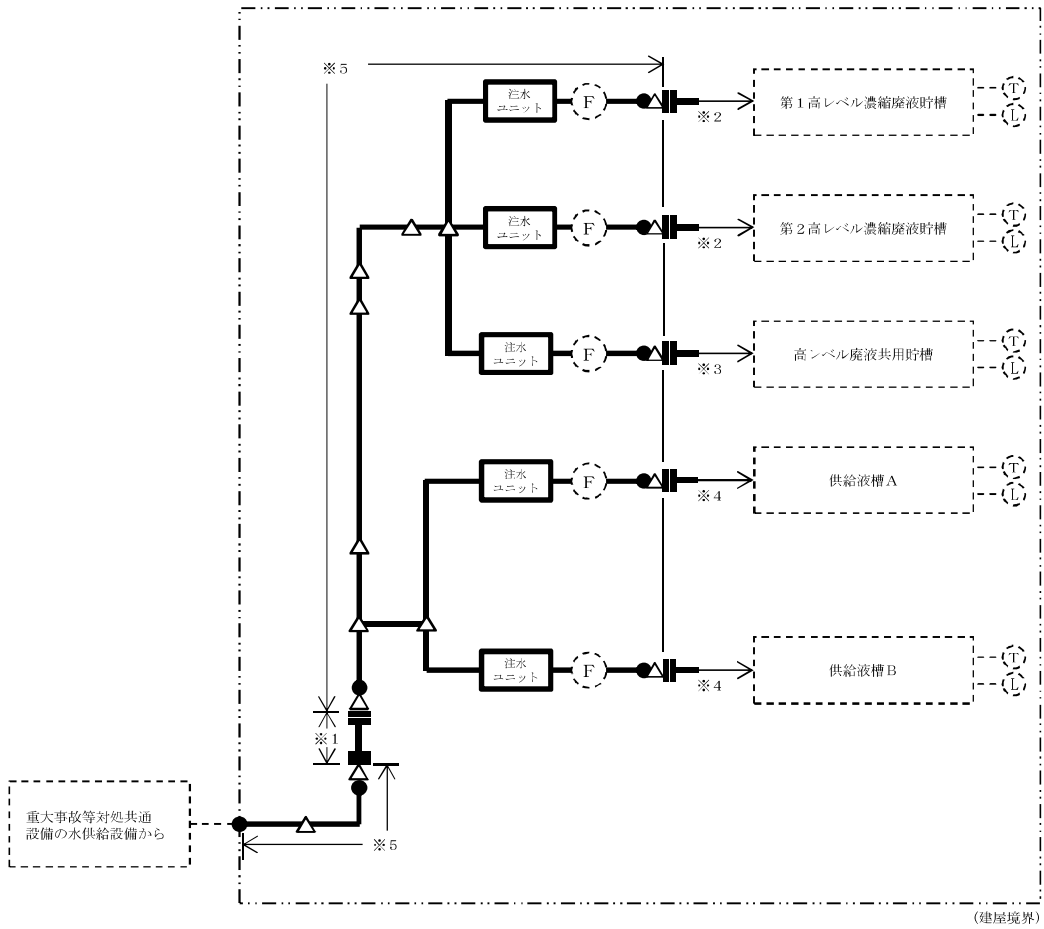 ※5
注水
ユニット
F
※2
第1高レベル濃縮廃液貯槽
T
L
注水
ユニット
F
※2
第2高レベル濃縮廃液貯槽
T
L
注水
ユニット
F
※3
高レベル廃液共用貯槽
T
L
注水
ユニット
F
※4
供給液槽A
T
L
注水
ユニット
F
※4
供給液槽B
T
L
※1
重大事故等対処共通
設備の水供給設備から
※5
(建屋境界)